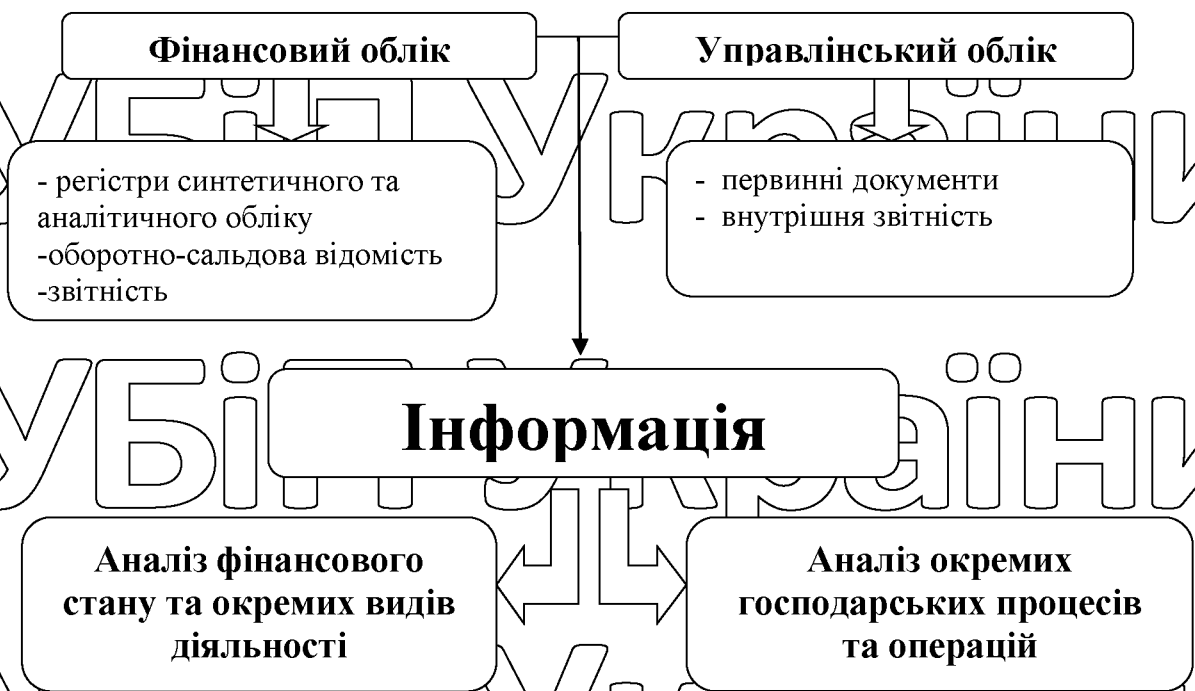 Фінансовий облік
Управлінський облік
- регістри синтетичного та
аналітичного обліку
-оборотно-сальдова відомість
-звітність
- первинні документи
- внутрішня звітність
Інформація
Аналіз фінансового
стану та окремих видів
діяльності
Аналіз окремих
господарських процесів
та операцій